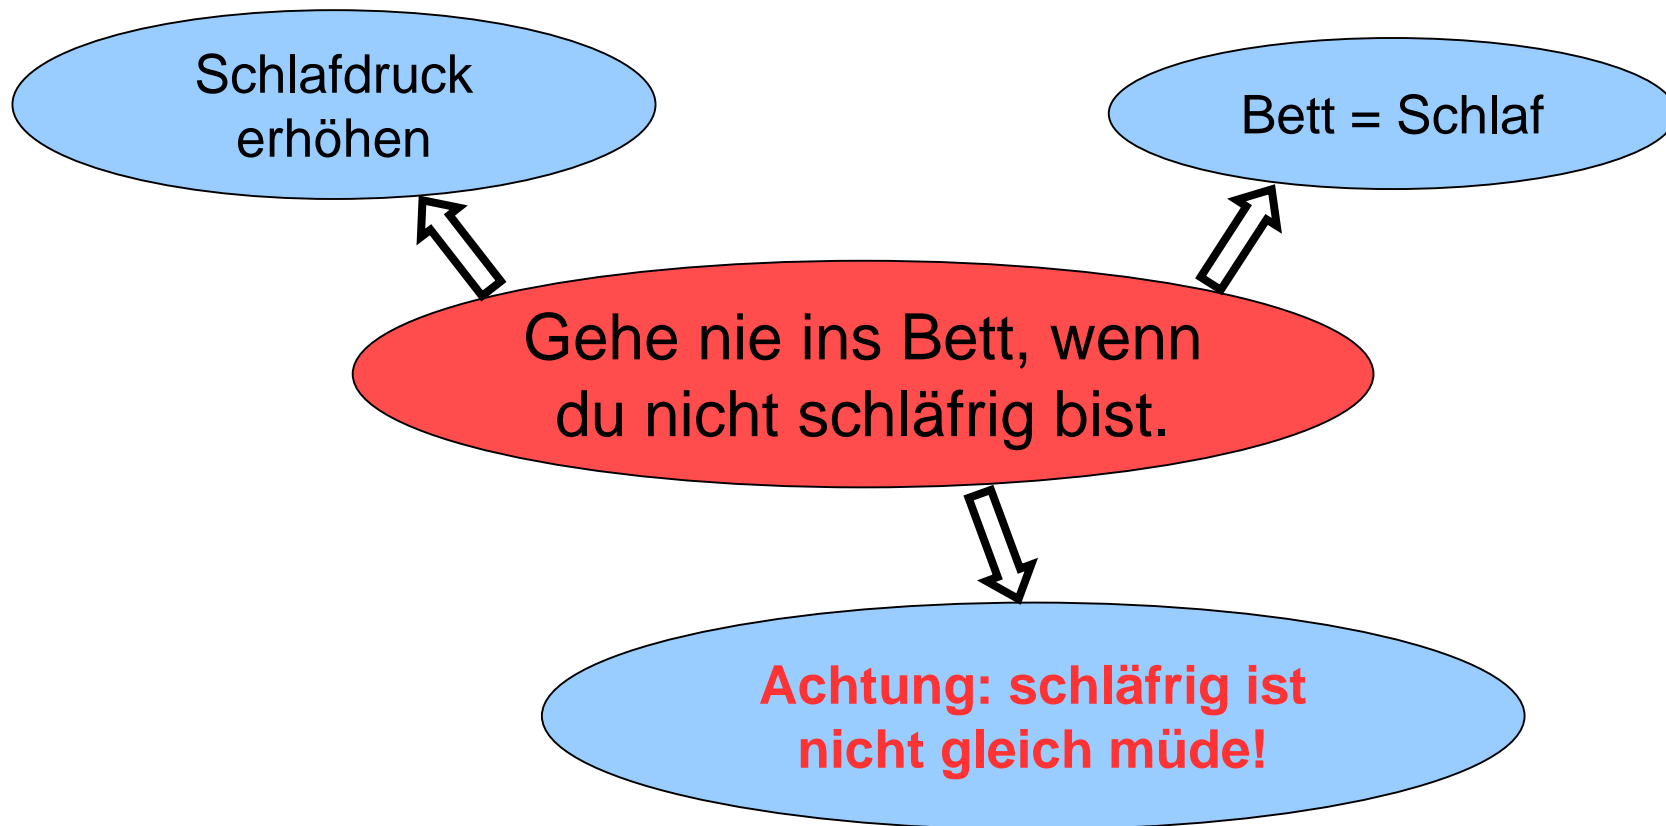 Schlafdruck
erhöhen
Bett = Schlaf
Gehe nie ins Bett, wenn
du nicht schläfrig bist.
Achtung: schläfrig ist
nicht gleich müde!